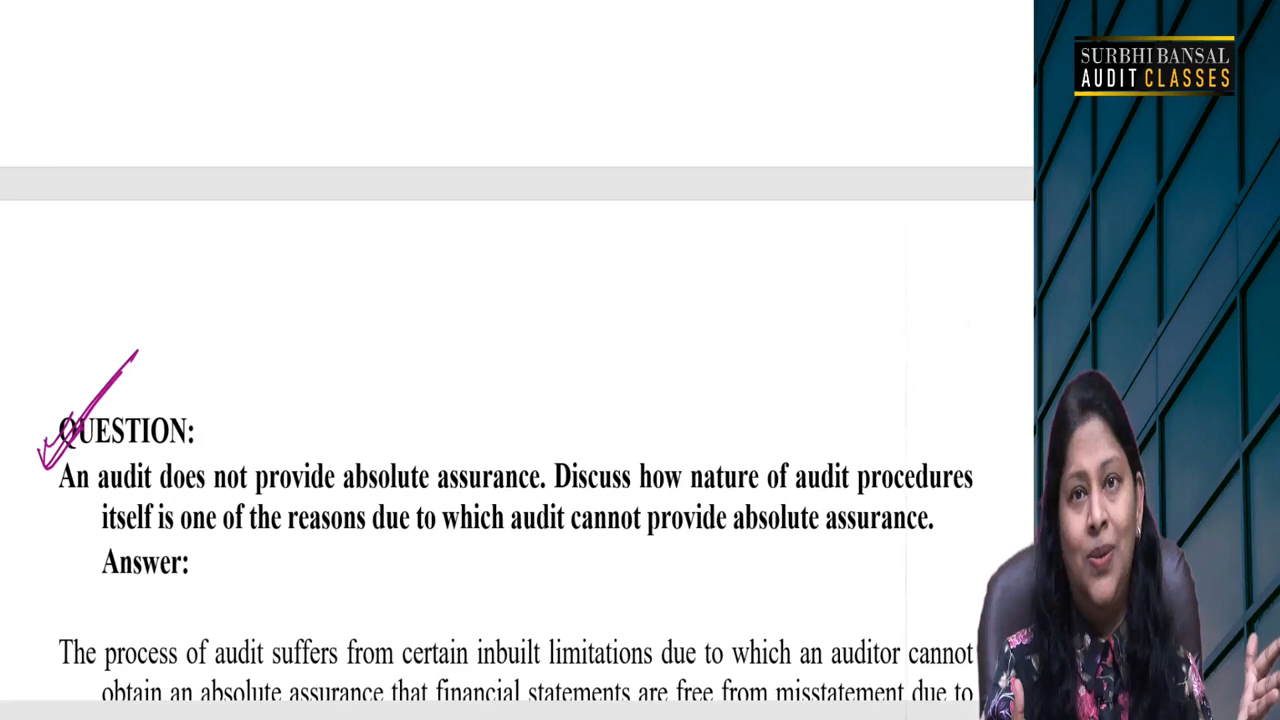 SURBHI BANSAL
AUDIT CLASSES
QUESTION:
An audit does not provide absolute assurance. Discuss how nature of audit procedures
itself is one of the reasons due to which audit cannot provide absolute assurance.
Answer:
The process of audit suffers from certain inbuilt limitations due to which an auditor cannot
obtain an absolute assurance that financial statements are free from misstatement due to